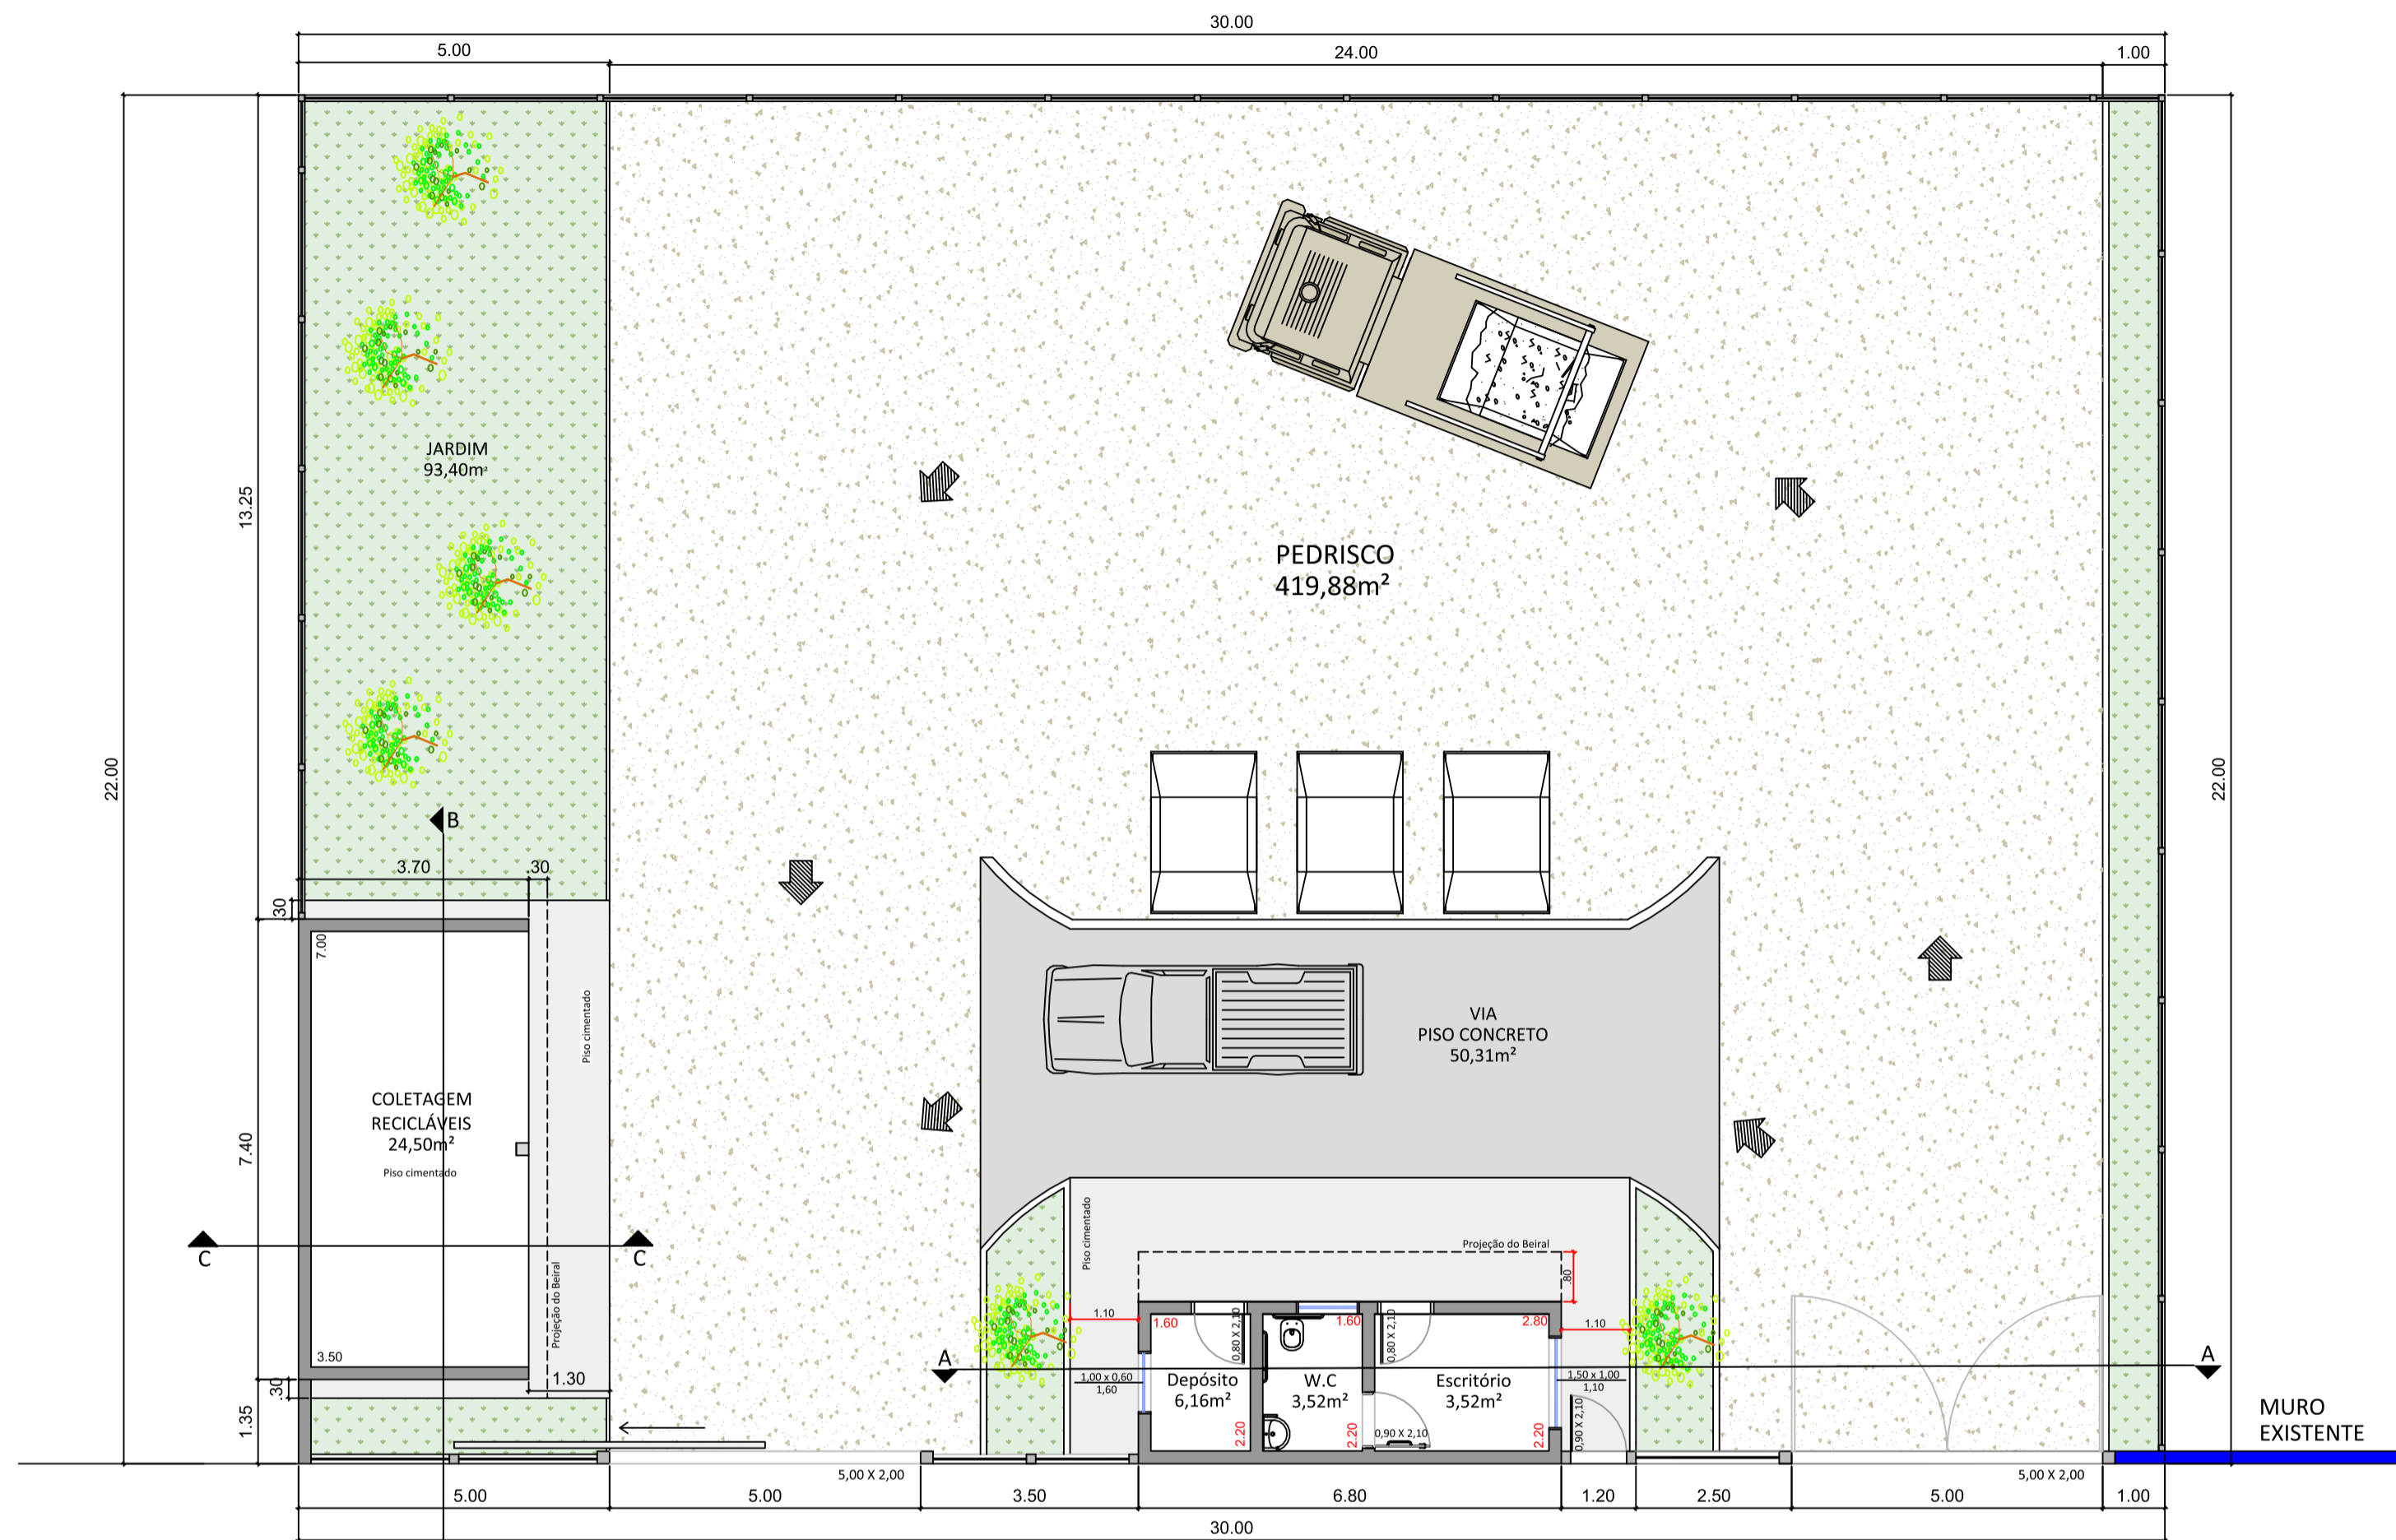 30.00
5.00
24.00
1.00
22.00
13.25
JARDIM
93,40m²
PEDRISCO
419,88m²
22.00
B
3.70
.30
.30
7.00
Piso cimentado
VIA
PISO CONCRETO
50,31m²
COLETAGEM
RECICLÁVEIS
24,50m²
Piso cimentado
7.40
C
C
Piso cimentado
Projeção do Beiral
Projeção do Beiral
.80
1.10
1.60
0,80 X 2,10
1.60
0,80 X 2,10
2.80
1.10
3.50
.30
1.30
A
A
1,00 x 0,60
1,60
Depósito
6,16m²
W.C
3,52m²
Escritório
3,52m²
1,50 x 1,00
1,10
1.35
2.20
2.20
0,90 X 2,10
2.20
0,90 X 2,10
MURO
EXISTENTE
5,00 X 2,00
5,00 X 2,00
5.00
5.00
3.50
6.80
1.20
2.50
5.00
1.00
30.00